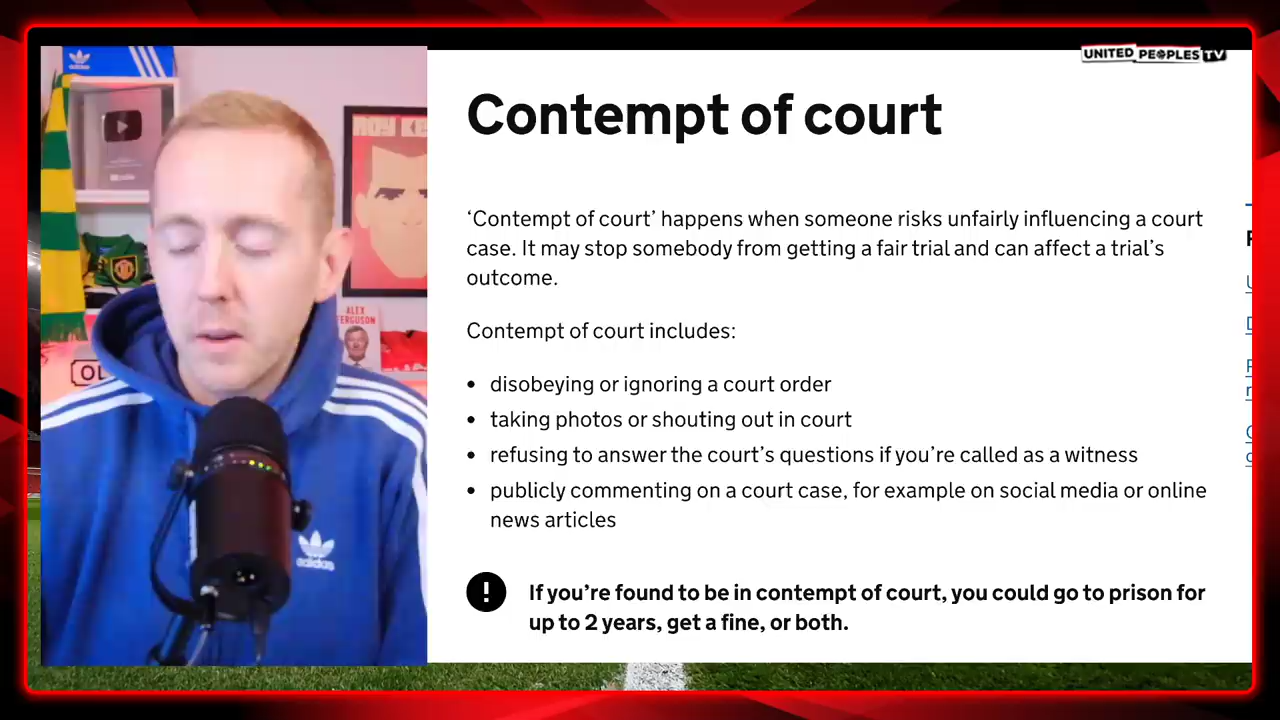 UNITED PEOPLES TV
Contempt of court
‘Contempt of court’ happens when someone risks unfairly influencing a court
case. It may stop somebody from getting a fair trial and can affect a trial’s
outcome.
Contempt of court includes:
• disobeying or ignoring a court order
• taking photos or shouting out in court
• refusing to answer the court’s questions if you’re called as a witness
• publicly commenting on a court case, for example on social media or online
news articles
! If you’re found to be in contempt of court, you could go to prison for
up to 2 years, get a fine, or both.
ROY KE
ALEX
FERGUSON
OL
adidas